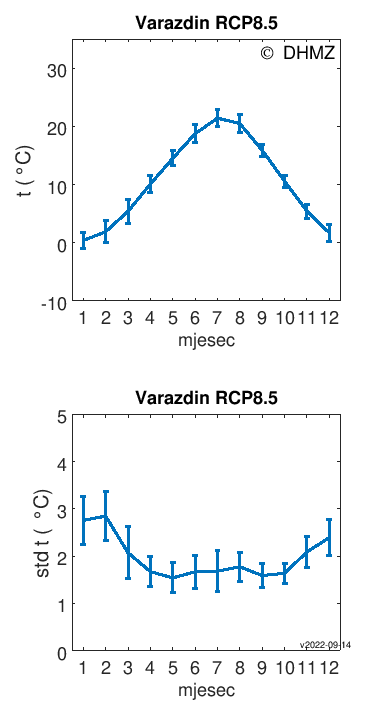 Varazdin RCP8.5
© DHMZ
30
20
10
0
-10
t ( °C)
1 2 3 4 5 6 7 8 9 10 11 12
mjesec
Varazdin RCP8.5
5
4
3
2
1
0
std t ( °C)
v2022-09-14
1 2 3 4 5 6 7 8 9 10 11 12
mjesec